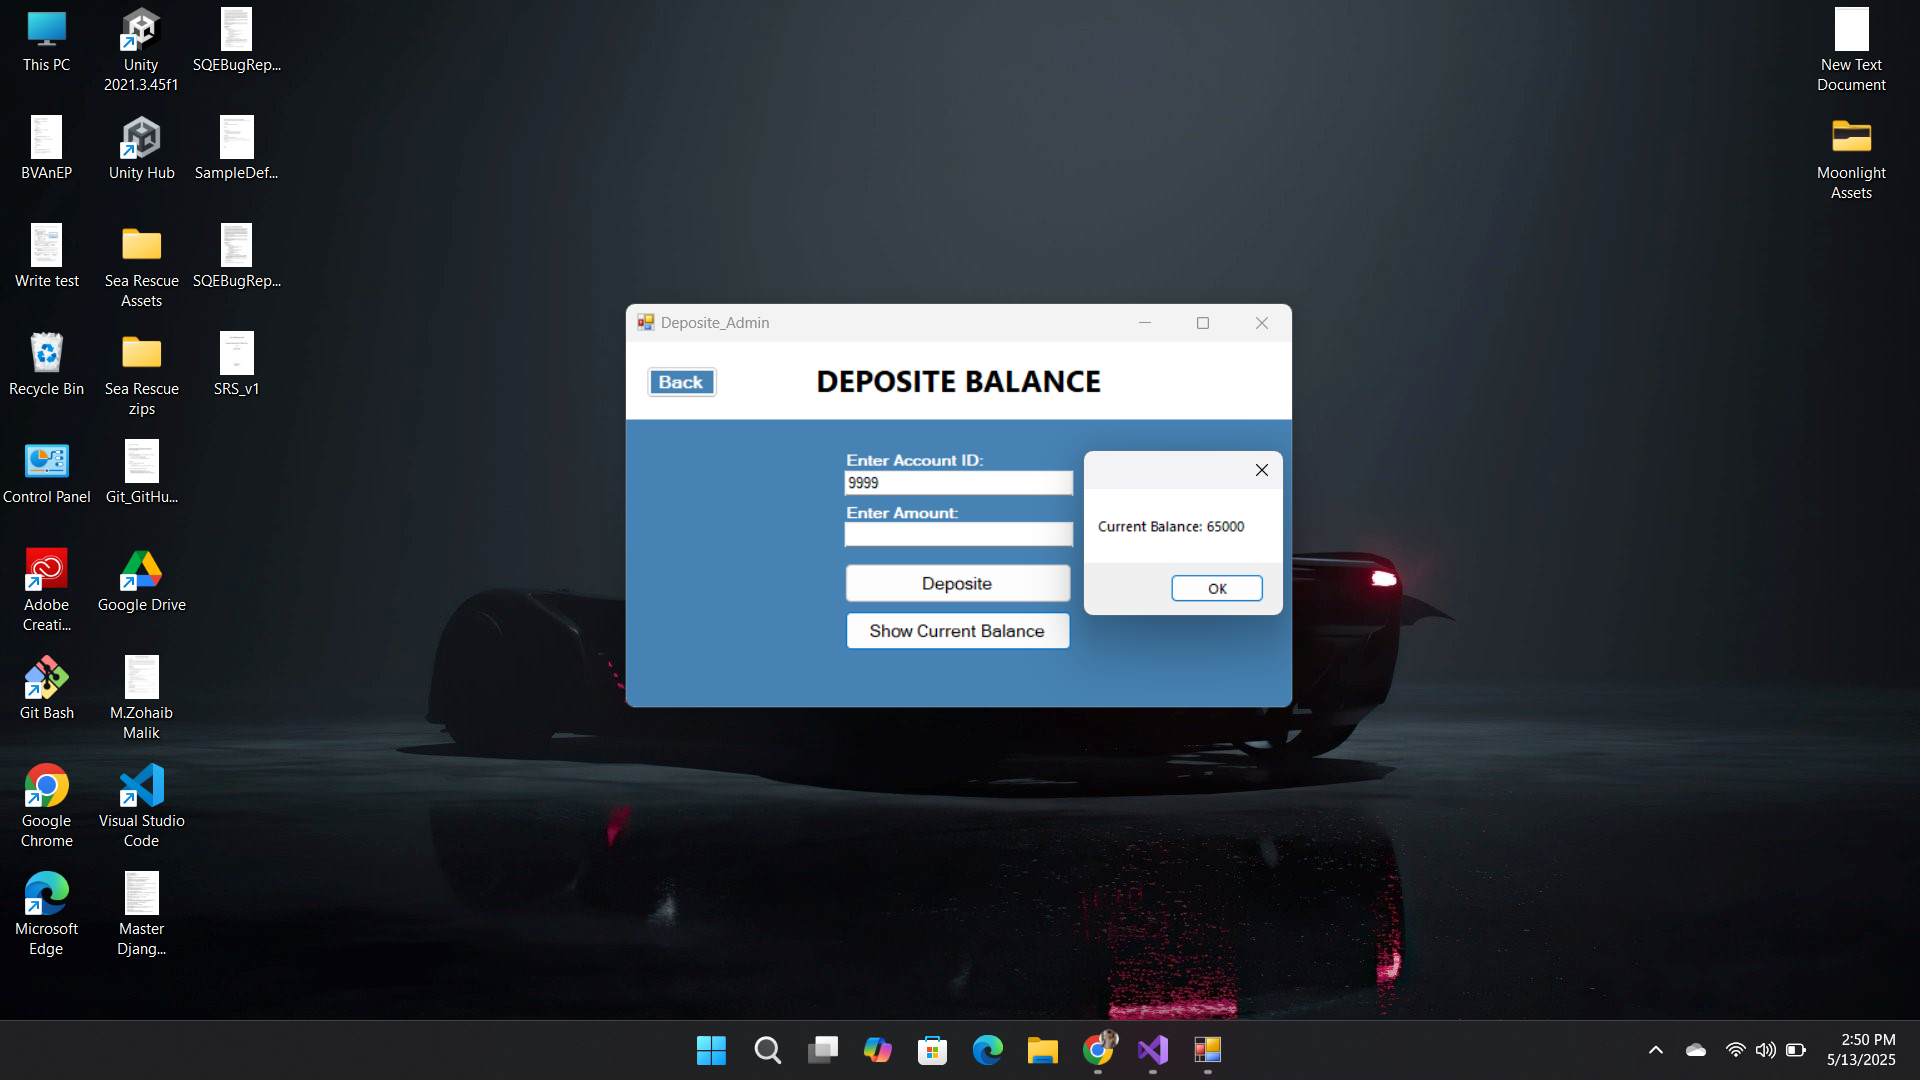 This PC
Unity
2021.3.45f1
SQEBugRep...
New Text
Document
BVAnEP
Unity Hub
SampleDef...
Moonlight
Assets
Write test
Sea Rescue
Assets
SQEBugRep...
Recycle Bin
Sea Rescue
zips
SRS_v1
Control Panel
Git_GitHu...
Adobe
Creati...
Google Drive
Git Bash
M.Zohaib
Malik
Google
Chrome
Visual Studio
Code
Microsoft
Edge
Master
Djang...
Deposite_Admin
Back
DEPOSITE BALANCE
Enter Account ID:
9999
Enter Amount:
Deposite
Show Current Balance
Current Balance: 65000
OK
2:50 PM
5/13/2025